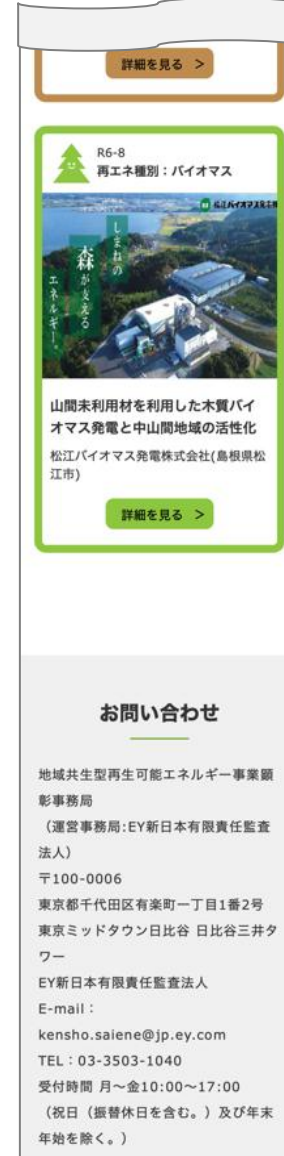 詳細を見る >
R6-8
再エネ種別：バイオマス
しまねの
森が支える
エネルギー。
山間未利用材を利用した木質バイ
オマス発電と中山間地域の活性化
松江バイオマス発電株式会社(島根県松
江市)
詳細を見る >
お問い合わせ
地域共生型再生可能エネルギー事業顕
彰事務局
（運営事務局:EY新日本有限責任監査
法人）
〒100-0006
東京都千代田区有楽町一丁目1番2号
東京ミッドタウン日比谷 日比谷三井タ
ワー
EY新日本有限責任監査法人
E-mail：
kensho.saiene@jp.ey.com
TEL：03-3503-1040
受付時間 月～金10:00～17:00
（祝日（振替休日を含む。）及び年末
年始を除く。）